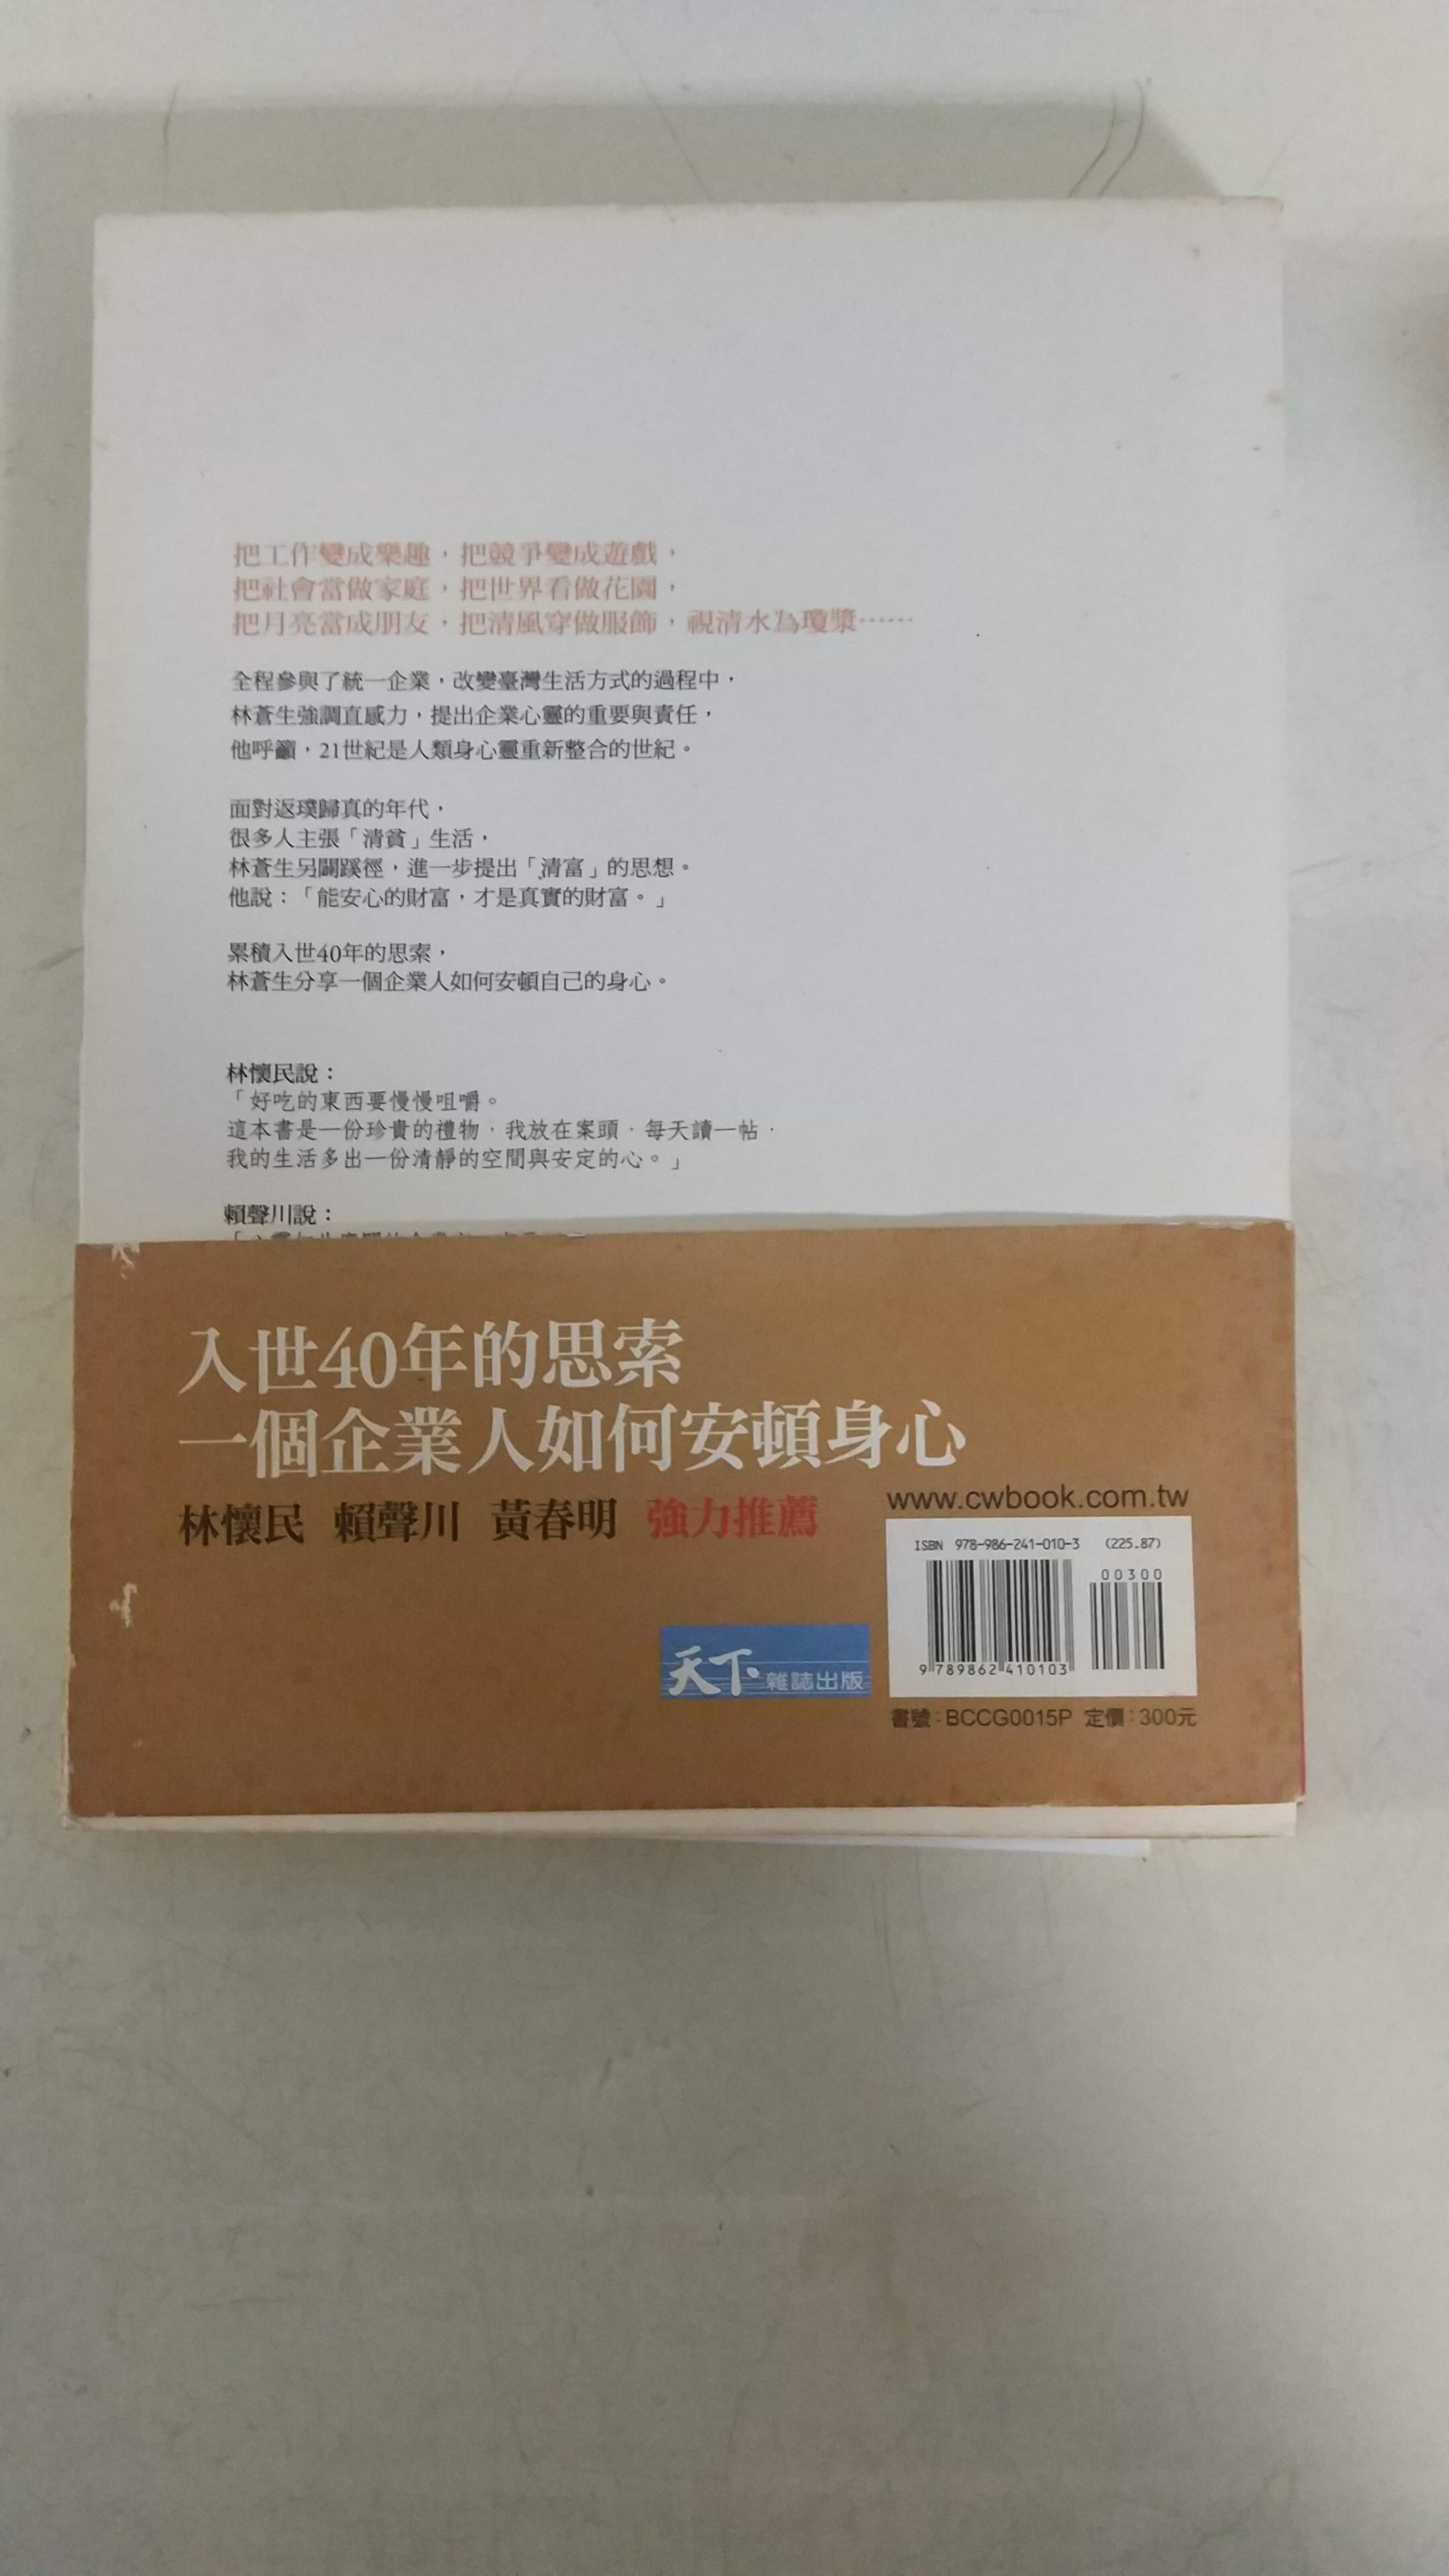 把工作變成樂趣，把競爭變成遊戲，
把社會當做家庭，把世界看做花園，
把月亮當成朋友，把清風穿做服飾，視清水為瓊漿……
全程參與了統一企業，改變臺灣生活方式的過程中，
林蒼生強調直感力，提出企業心靈的重要與責任，
他呼籲，21世紀是人類身心靈重新整合的世紀。
面對返璞歸真的年代，
很多人主張「清貧」生活，
林蒼生另闢蹊徑，進一步提出「清富」的思想。
他說：「能安心的財富，才是真實的財富。」
累積入世40年的思索，
林蒼生分享一個企業人如何安頓自己的身心。
林懷民說：
「好吃的東西要慢慢咀嚼。
這本書是一份珍貴的禮物，我放在案頭，每天讀一帖，
我的生活多出一份清靜的空間與安定的心。」
賴聲川說：
入世40年的思索
一個企業人如何安頓身心
林懷民 賴聲川 黃春明 強力推薦
www.cwbook.com.tw
ISBN 978-986-241-010-3 (225.87)
00300
9 789862 410103
天下雜誌出版
書號：BCCG0015P 定價：300元